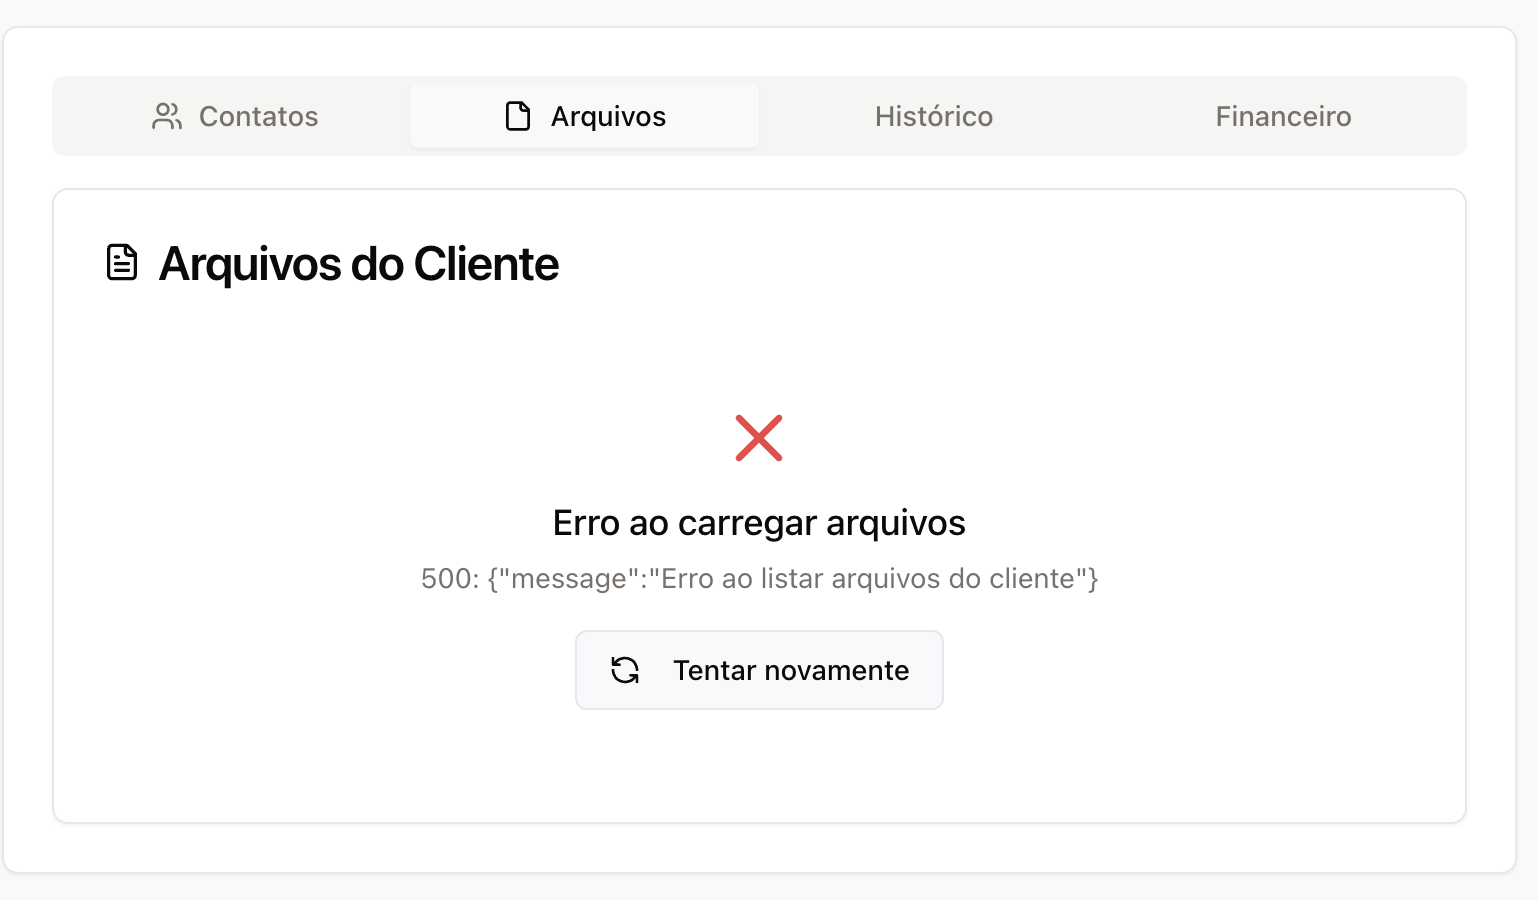 Contatos
Arquivos
Histórico
Financeiro
Arquivos do Cliente
Erro ao carregar arquivos
500: {"message":"Erro ao listar arquivos do cliente"}
Tentar novamente